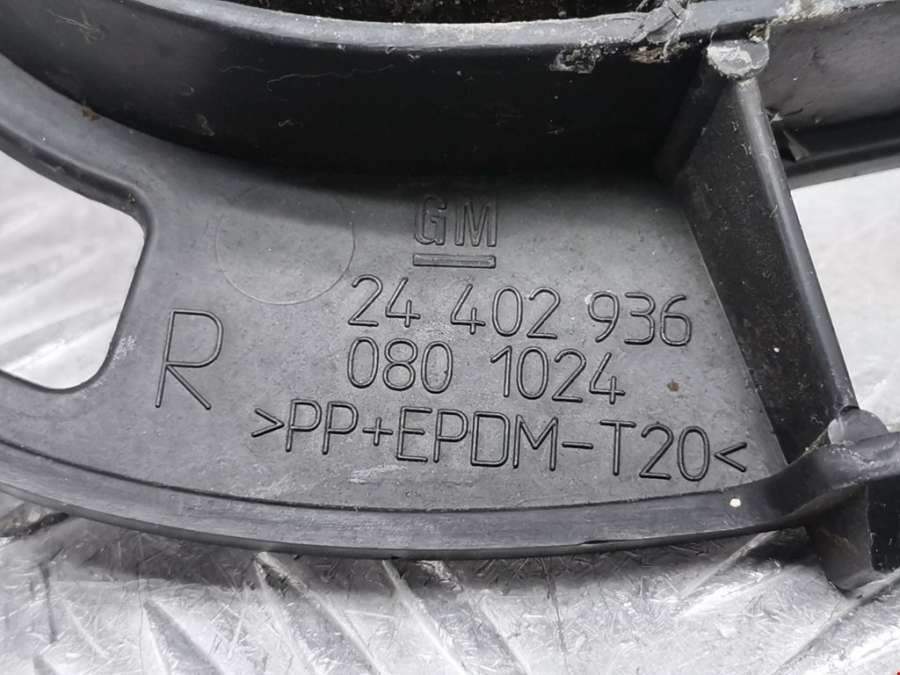 GM
24 402 936
R
080 1024
>PP+EPDM-T20<